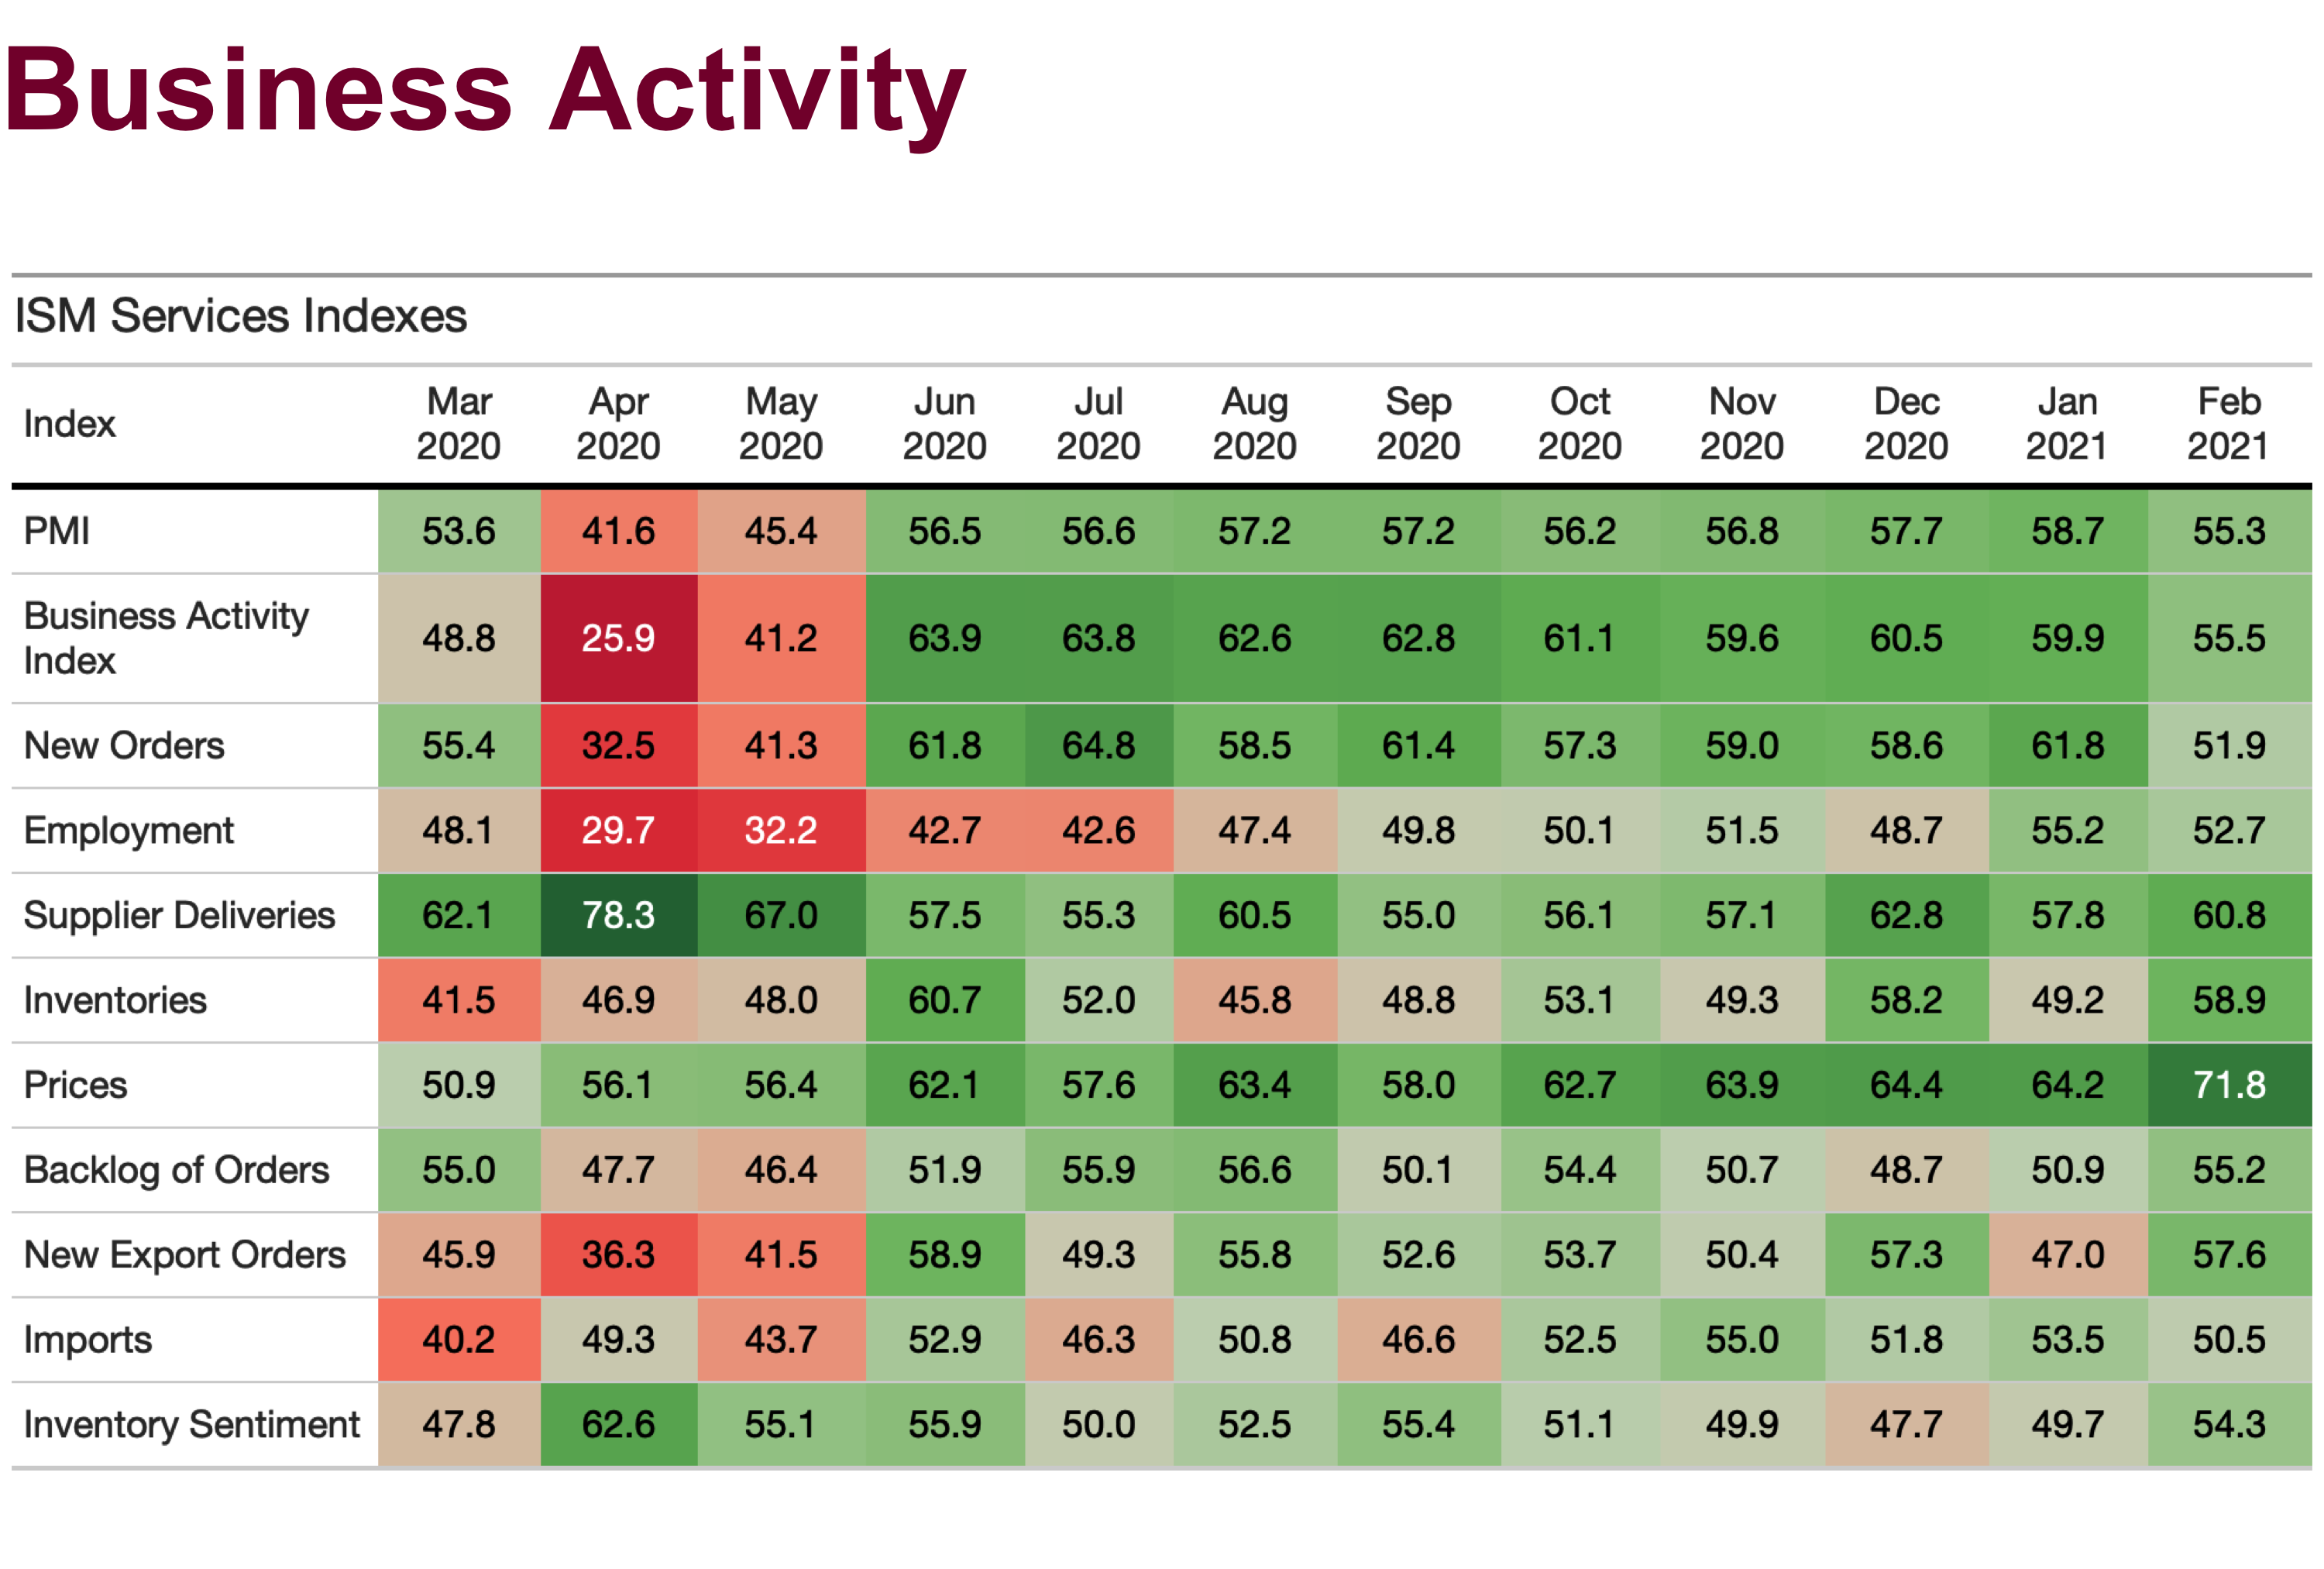 Business Activity
ISM Services Indexes
Index Mar 2020 Apr 2020 May 2020 Jun 2020 Jul 2020 Aug 2020 Sep 2020 Oct 2020 Nov 2020 Dec 2020 Jan 2021 Feb 2021
PMI 53.6 41.6 45.4 56.5 56.6 57.2 57.2 56.2 56.8 57.7 58.7 55.3
Business Activity Index 48.8 25.9 41.2 63.9 63.8 62.6 62.8 61.1 59.6 60.5 59.9 55.5
New Orders 55.4 32.5 41.3 61.8 64.8 58.5 61.4 57.3 59.0 58.6 61.8 51.9
Employment 48.1 29.7 32.2 42.7 42.6 47.4 49.8 50.1 51.5 48.7 55.2 52.7
Supplier Deliveries 62.1 78.3 67.0 57.5 55.3 60.5 55.0 56.1 57.1 62.8 57.8 60.8
Inventories 41.5 46.9 48.0 60.7 52.0 45.8 48.8 53.1 49.3 58.2 49.2 58.9
Prices 50.9 56.1 56.4 62.1 57.6 63.4 58.0 62.7 63.9 64.4 64.2 71.8
Backlog of Orders 55.0 47.7 46.4 51.9 55.9 56.6 50.1 54.4 50.7 48.7 50.9 55.2
New Export Orders 45.9 36.3 41.5 58.9 49.3 55.8 52.6 53.7 50.4 57.3 47.0 57.6
Imports 40.2 49.3 43.7 52.9 46.3 50.8 46.6 52.5 55.0 51.8 53.5 50.5
Inventory Sentiment 47.8 62.6 55.1 55.9 50.0 52.5 55.4 51.1 49.9 47.7 49.7 54.3